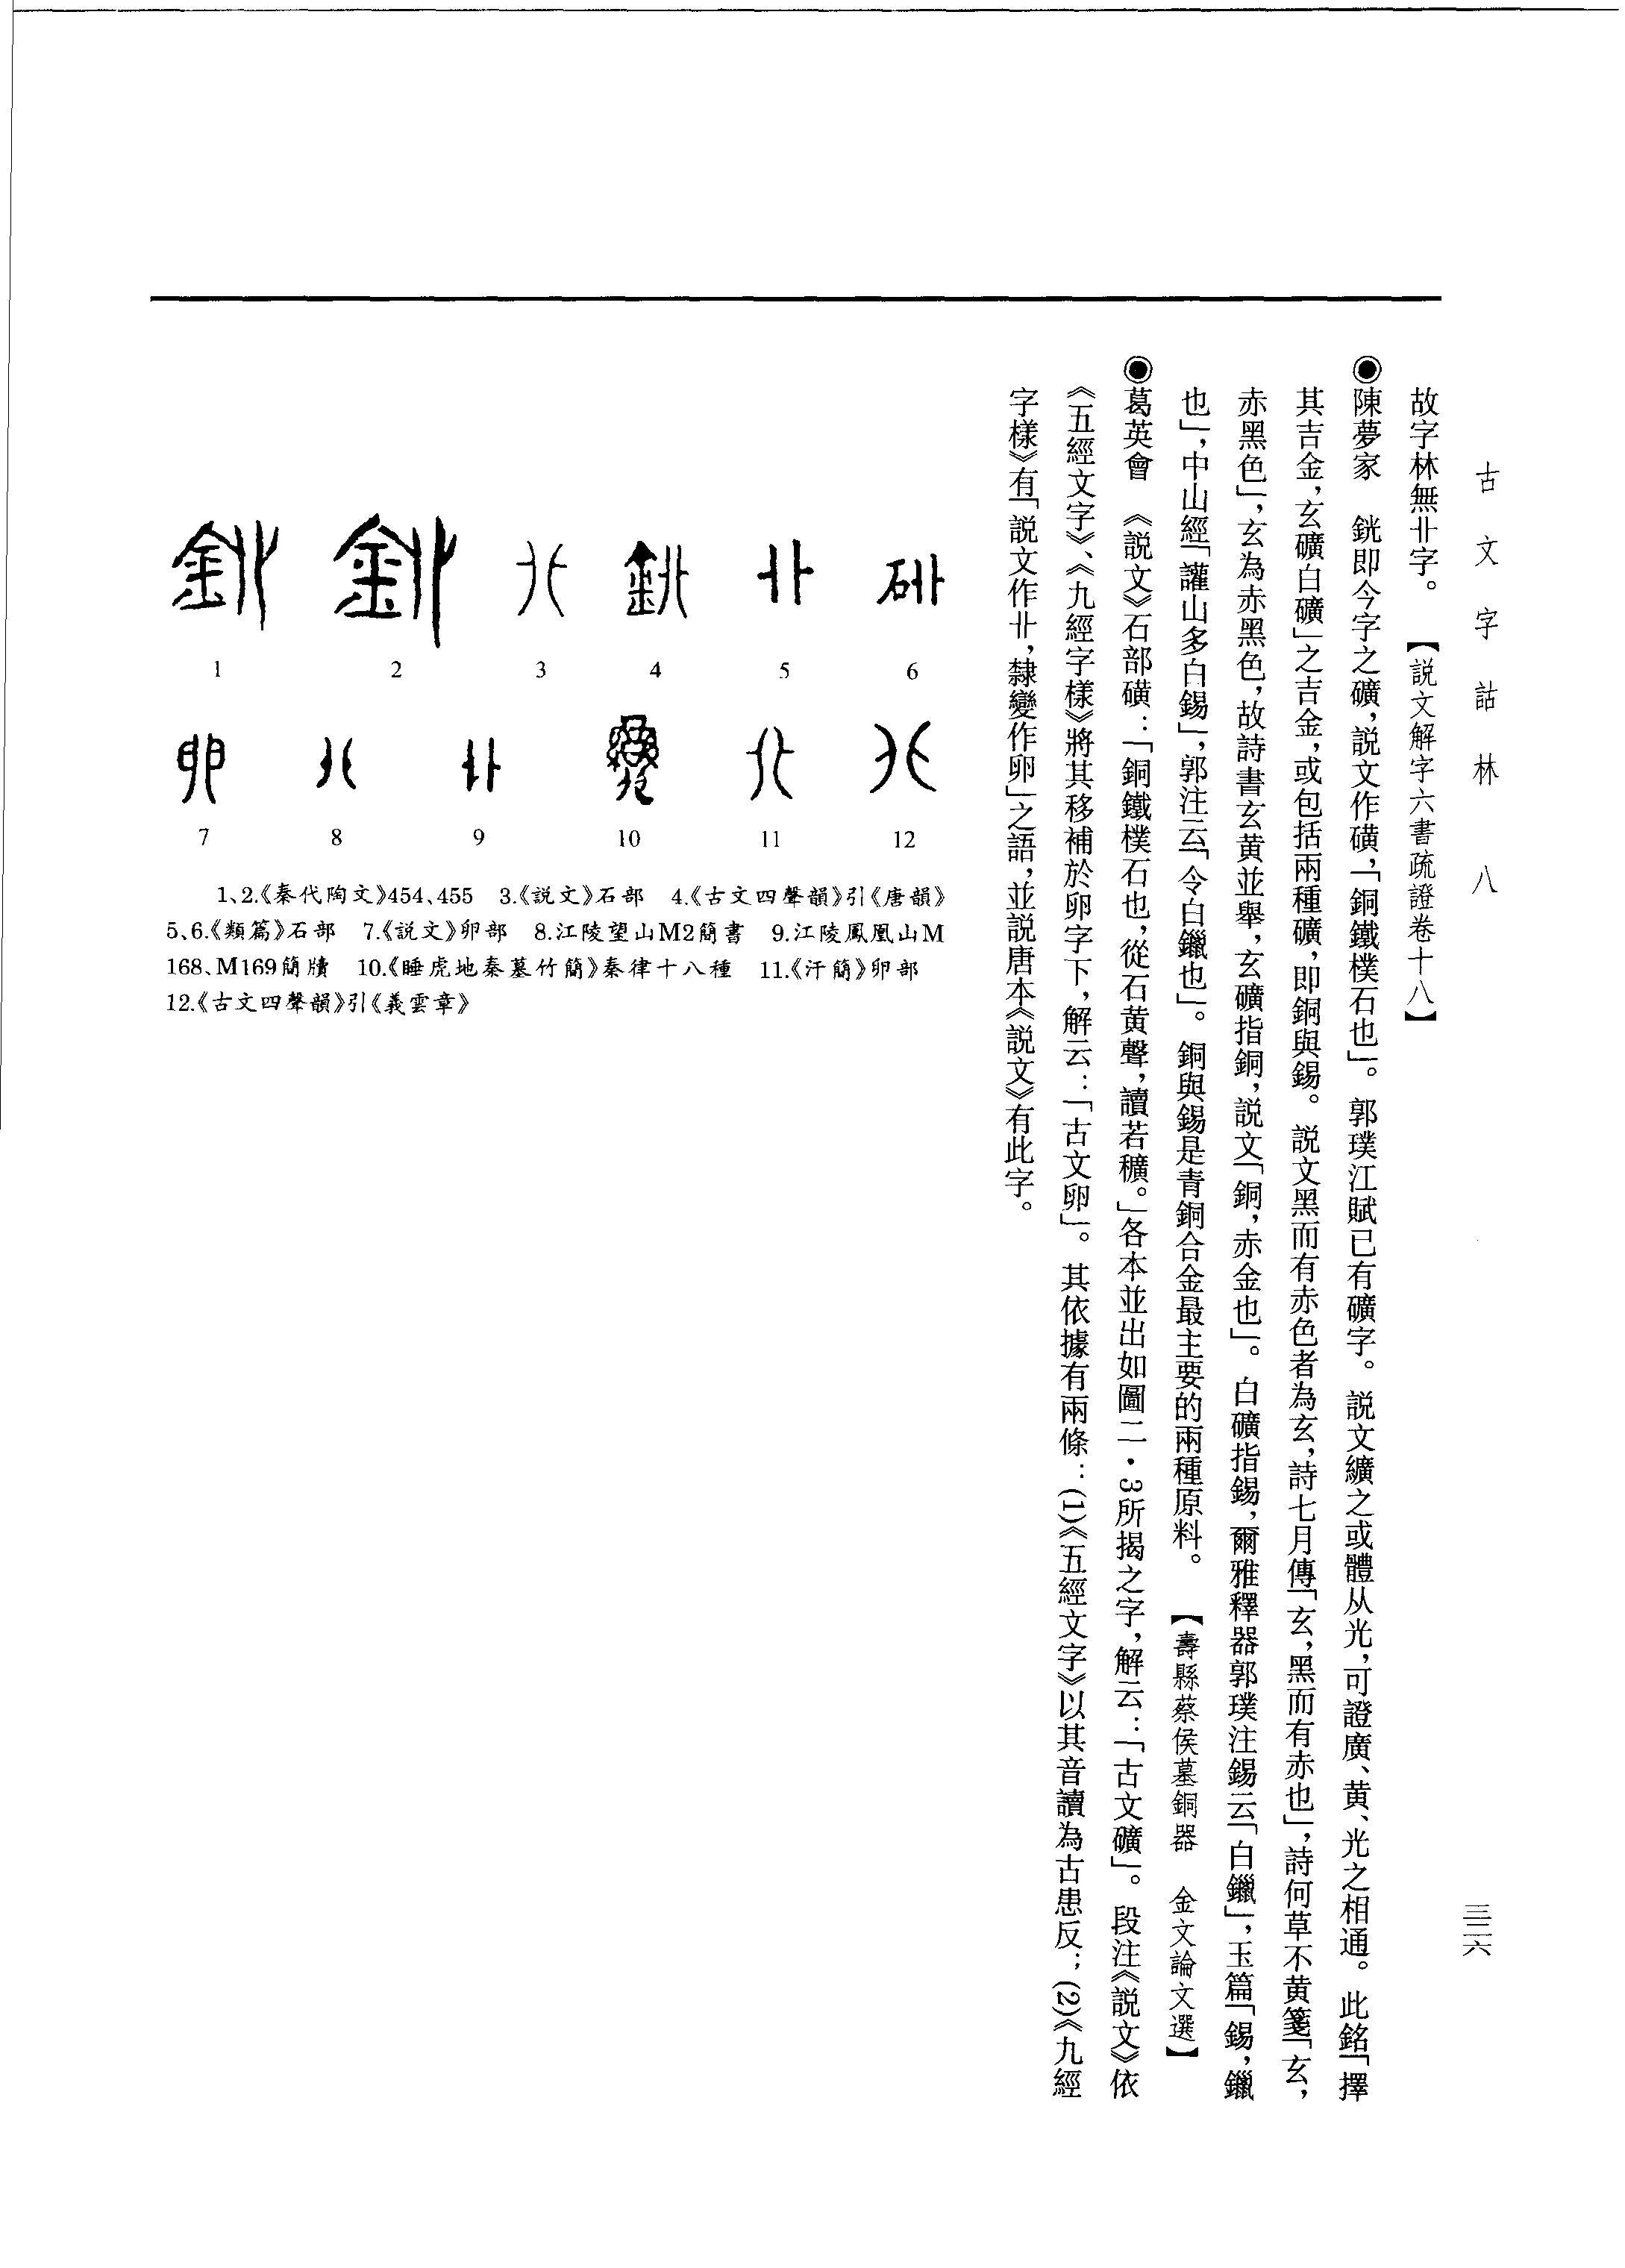 古文字詁林 八
三三六
故字林無卝字。 【説文解字六書疏證卷十八】
◉陳夢家 銧即今字之礦，説文作磺，「銅鐵樸石也」。郭璞江賦已有礦字。説文纊之或體从光，可證廣、黄、光之相通。此銘「擇
其吉金，玄礦白礦」之吉金，或包括兩種礦，即銅與錫。説文黑而有赤色者為玄，詩七月傳「玄，黑而有赤也」，詩何草不黄箋「玄，
赤黑色」，玄為赤黑色，故詩書玄黄並舉，玄礦指銅，説文「銅，赤金也」。白礦指錫，爾雅釋器郭璞注錫云「白鑞」，玉篇「錫，鑞
也」，中山經「讙山多白錫」，郭注云「令白鑞也」。銅與錫是青銅合金最主要的兩種原料。 【壽縣蔡侯墓銅器 金文論文選】
◉葛英會 《説文》石部磺：「銅鐵樸石也，從石黄聲，讀若穬。」各本並出如圖二·3所揭之字，解云：「古文礦」。段注《説文》依
《五經文字》、《九經字樣》將其移補於卵字下，解云：「古文卵」。其依據有兩條：(1)《五經文字》以其音讀為古患反；(2)《九經
字樣》有「説文作卝，隸變作卵」之語，並説唐本《説文》有此字。
1 2 3 4 5 6
7 8 9 10 11 12
1、2.《秦代陶文》454、455 3.《説文》石部 4.《古文四聲韻》引《唐韻》
5、6.《類篇》石部 7.《説文》卵部 8.江陵望山M2簡書 9.江陵鳳凰山M
168、M169簡牘 10.《睡虎地秦墓竹簡》秦律十八種 11.《汗簡》卵部
12.《古文四聲韻》引《義雲章》